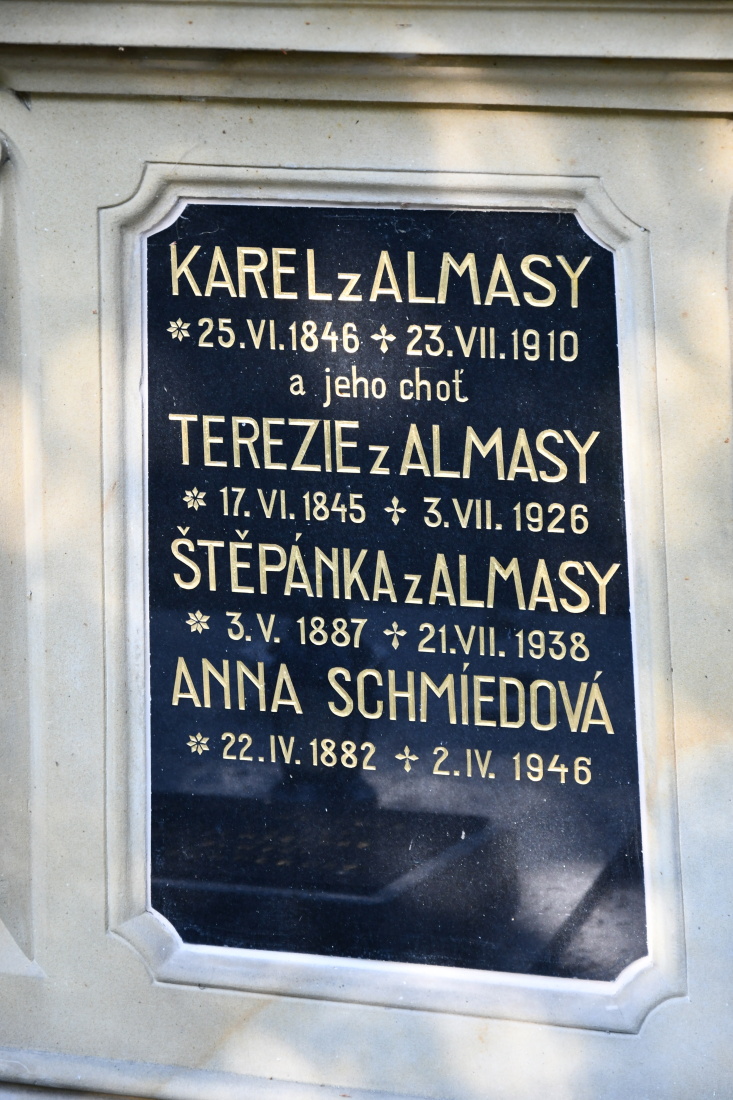 KAREL z ALMASY
* 25.VI.1846 ✢ 23.VII.1910
a jeho choť
TEREZIE z ALMASY
* 17.VI.1845 ✢ 3.VII.1926
ŠTĚPÁNKA z ALMASY
* 3.V. 1887 ✢ 21.VII.1938
ANNA SCHMÍEDOVÁ
* 22.IV.1882 ✢ 2.IV. 1946